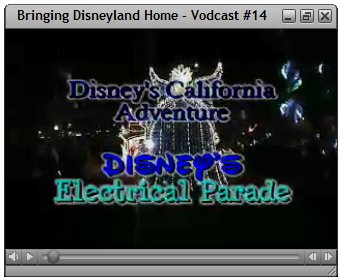 Bringing Disneyland Home - Vodcast #14
Disney's California
Adventure
DISNEY'S
Electrical Parade